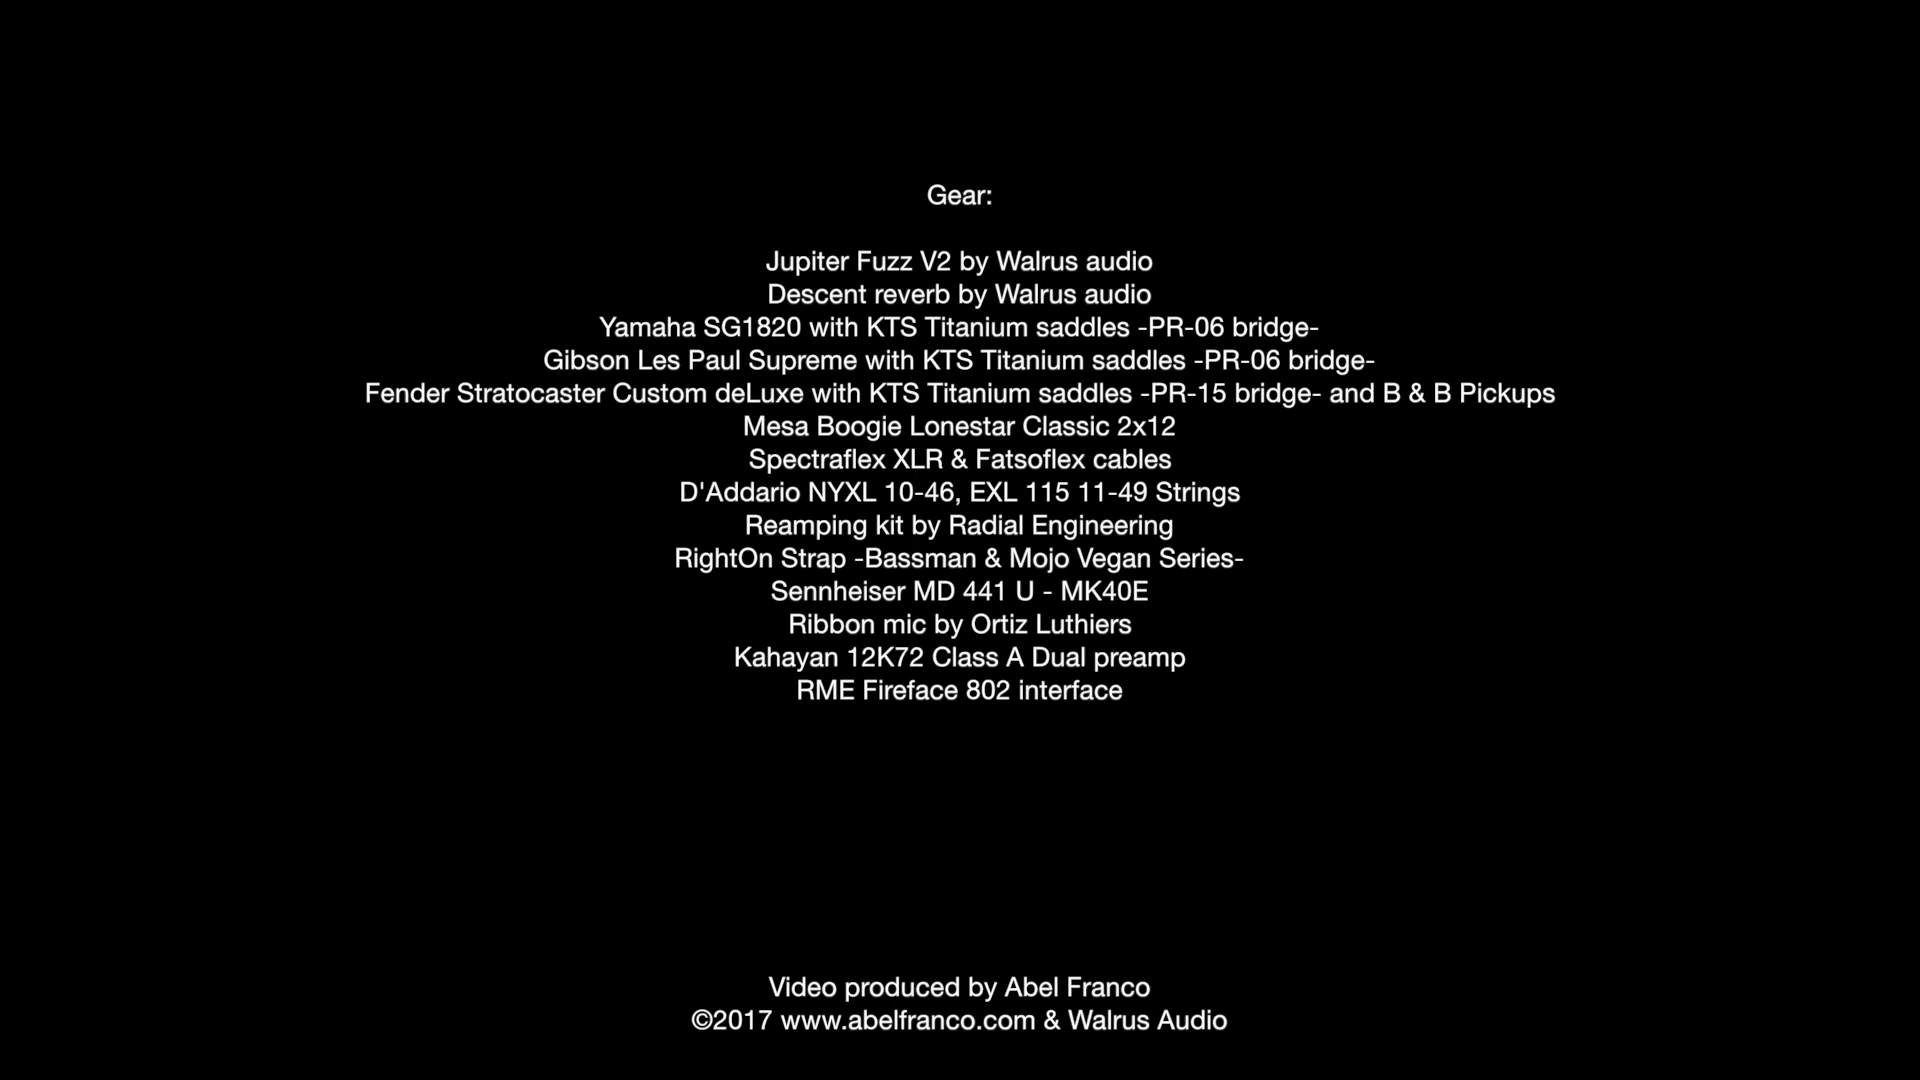 Gear:
Jupiter Fuzz V2 by Walrus audio
Descent reverb by Walrus audio
Yamaha SG1820 with KTS Titanium saddles -PR-06 bridge-
Gibson Les Paul Supreme with KTS Titanium saddles -PR-06 bridge-
Fender Stratocaster Custom deLuxe with KTS Titanium saddles -PR-15 bridge- and B & B Pickups
Mesa Boogie Lonestar Classic 2x12
Spectraflex XLR & Fatsoflex cables
D'Addario NYXL 10-46, EXL 115 11-49 Strings
Reamping kit by Radial Engineering
RightOn Strap -Bassman & Mojo Vegan Series-
Sennheiser MD 441 U - MK40E
Ribbon mic by Ortiz Luthiers
Kahayan 12K72 Class A Dual preamp
RME Fireface 802 interface
Video produced by Abel Franco
©2017 www.abelfranco.com & Walrus Audio